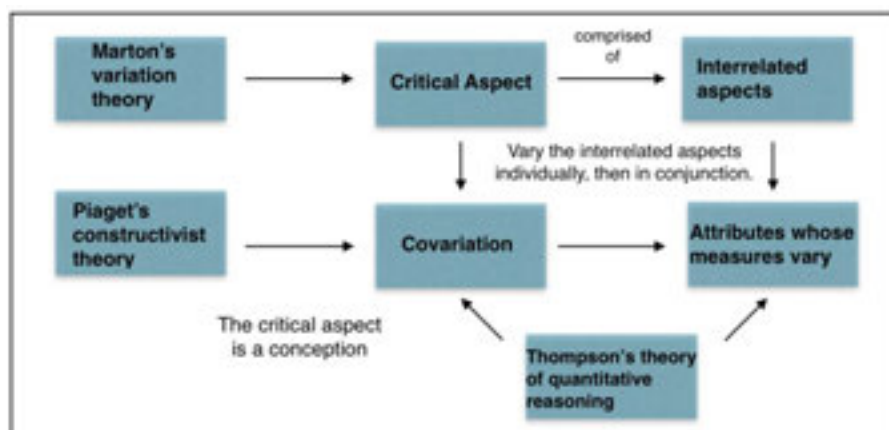 Marton's
variation
theory
Critical Aspect
comprised
of
Interrelated
aspects
Vary the interrelated aspects
individually, then in conjunction.
Piaget's
constructivist
theory
Covariation
Attributes whose
measures vary
The critical aspect
is a conception
Thompson's theory
of quantitative
reasoning